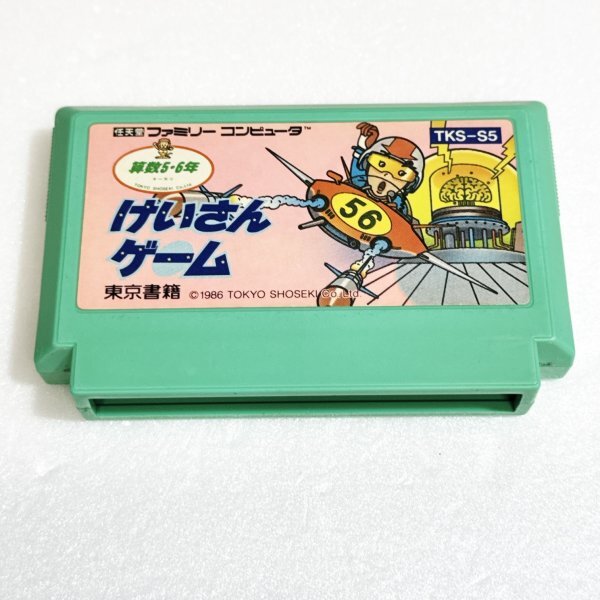 任天堂 ファミリー コンピュータ™
TKS-S5
算数5・6年
TOKYO SHOSEKI Co.,Ltd.
けいさん
ゲーム
56
東京書籍 ©1986 TOKYO SHOSEKI Co.,Ltd.